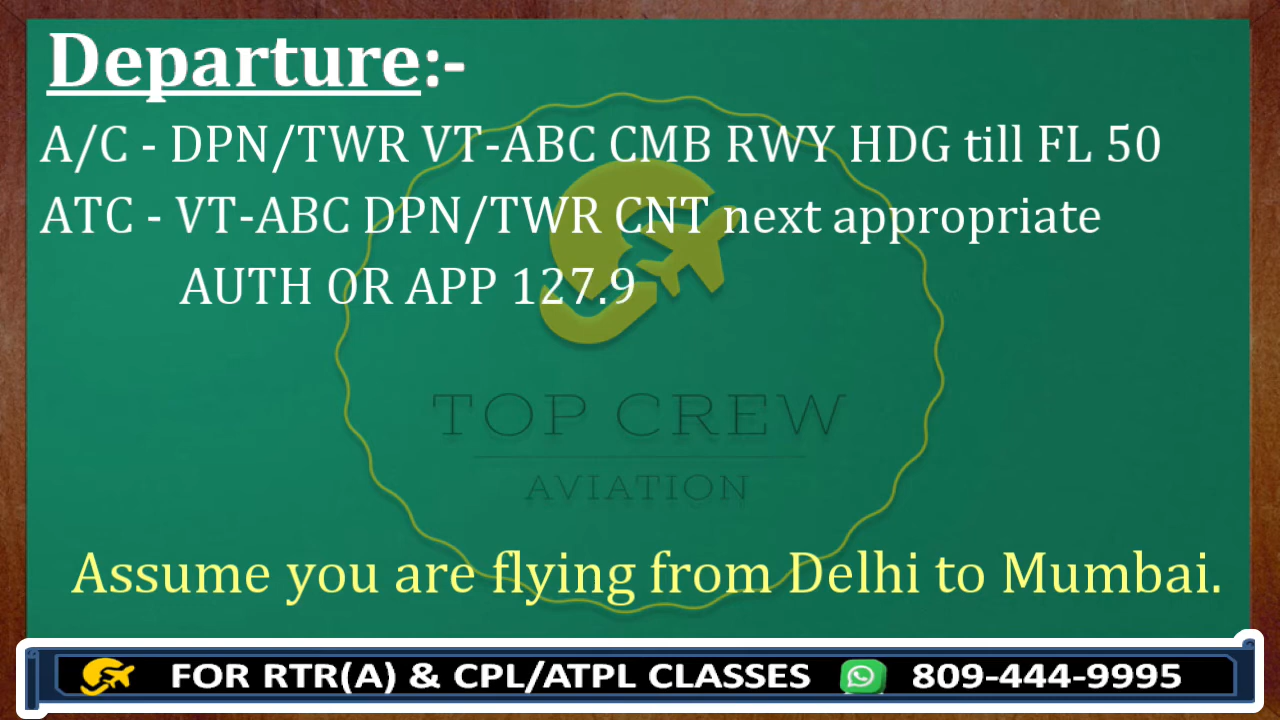 Departure:-
A/C - DPN/TWR VT-ABC CMB RWY HDG till FL 50
ATC - VT-ABC DPN/TWR CNT next appropriate
AUTH OR APP 127.9
TOP CREW
AVIATION
Assume you are flying from Delhi to Mumbai.
FOR RTR(A) & CPL/ATPL CLASSES 809-444-9995